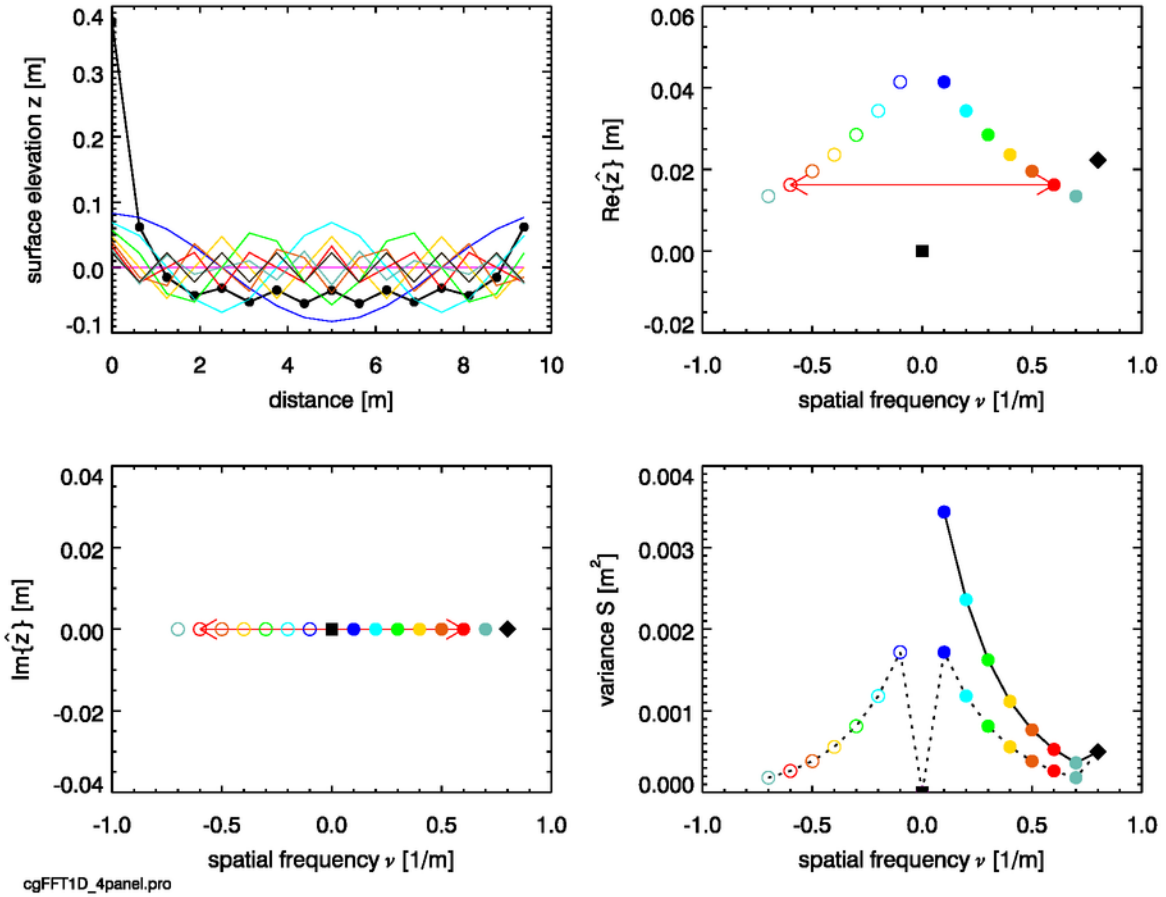 0.4
0.3
0.2
0.1
0.0
-0.1
surface elevation z [m]
0 2 4 6 8 10
distance [m]
0.06
0.04
0.02
0.00
-0.02
Re{ẑ} [m]
-1.0 -0.5 0.0 0.5 1.0
spatial frequency ν [1/m]
0.04
0.02
0.00
-0.02
-0.04
Im{ẑ} [m]
-1.0 -0.5 0.0 0.5 1.0
spatial frequency ν [1/m]
0.004
0.003
0.002
0.001
0.000
variance S [m²]
-1.0 -0.5 0.0 0.5 1.0
spatial frequency ν [1/m]
cgFFT1D_4panel.pro